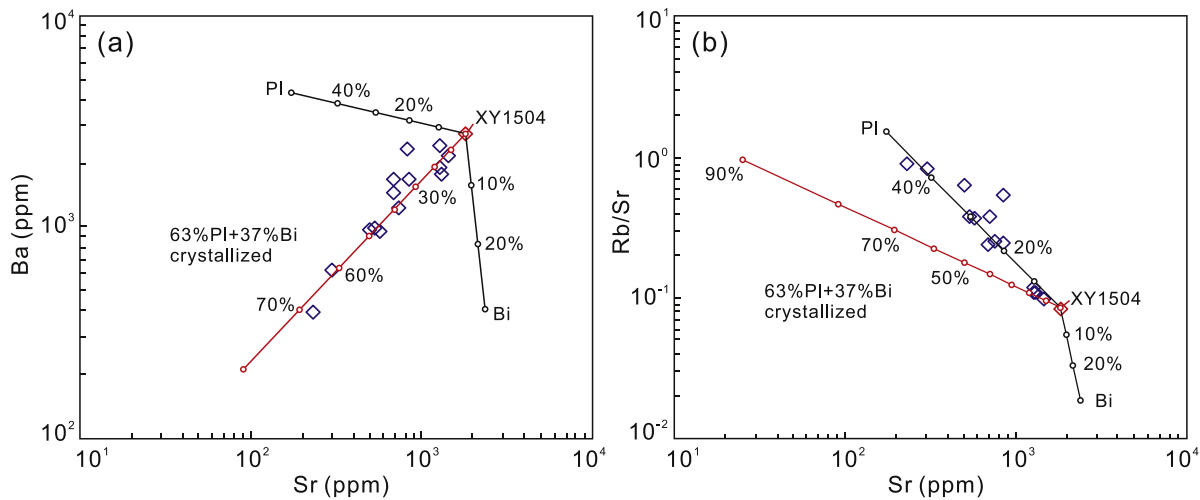 (a)
10⁴
10³
10²
Ba (ppm)
Pl
40%
20%
XY1504
10%
20%
Bi
30%
60%
70%
63%Pl+37%Bi
crystallized
10¹
10²
10³
10⁴
Sr (ppm)
(b)
10¹
10⁰
10⁻¹
10⁻²
Rb/Sr
Pl
40%
20%
90%
70%
50%
XY1504
10%
20%
Bi
63%Pl+37%Bi
crystallized
10¹
10²
10³
10⁴
Sr (ppm)